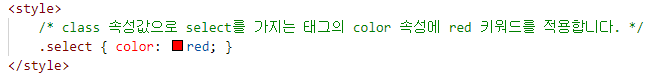 <style>
/* class 속성값으로 select를 가지는 태그의 color 속성에 red 키워드를 적용합니다. */
.select { color: red; }
</style>